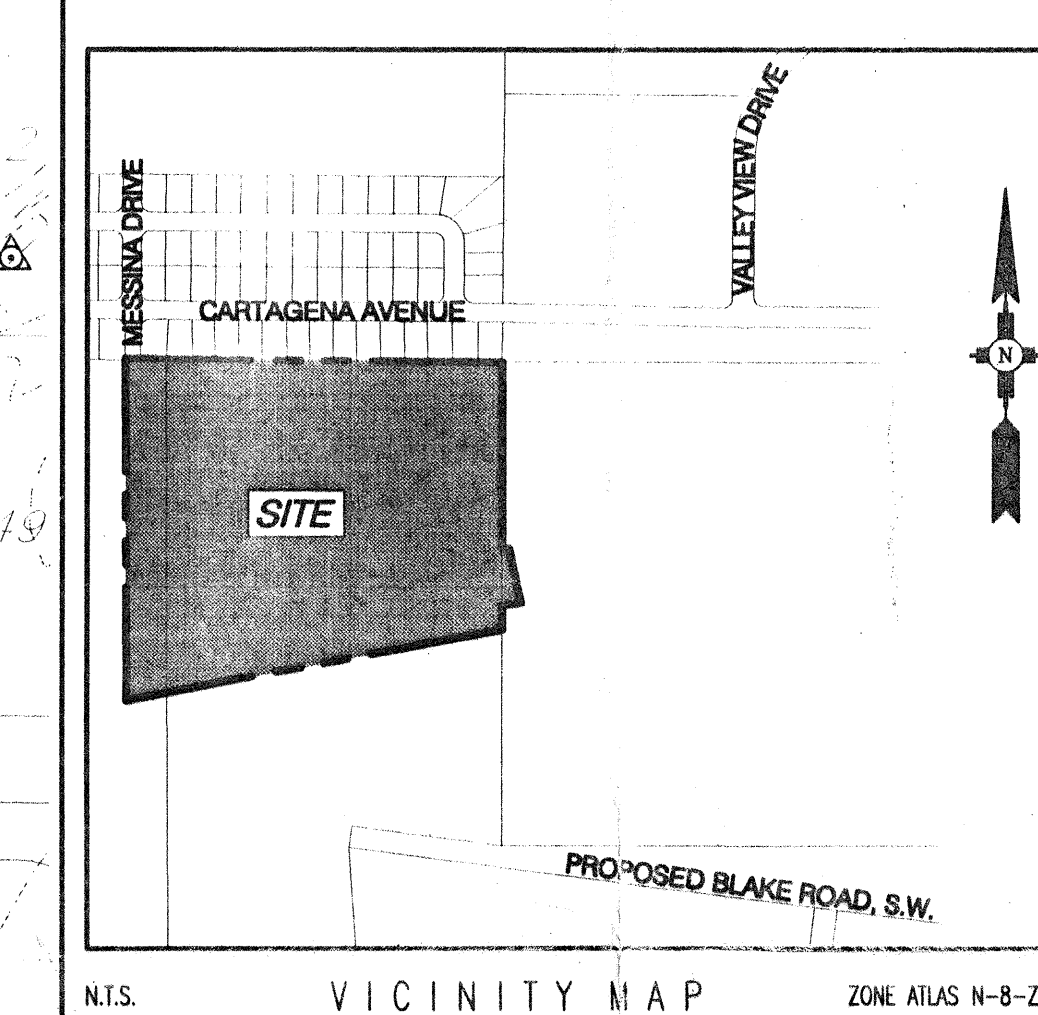 VALLEY VIEW DRIVE
MESSINA DRIVE
CARTAGENA AVENUE
N
SITE
PROPOSED BLAKE ROAD, S.W.
N.T.S.
VICINITY MAP
ZONE ATLAS N-8-Z